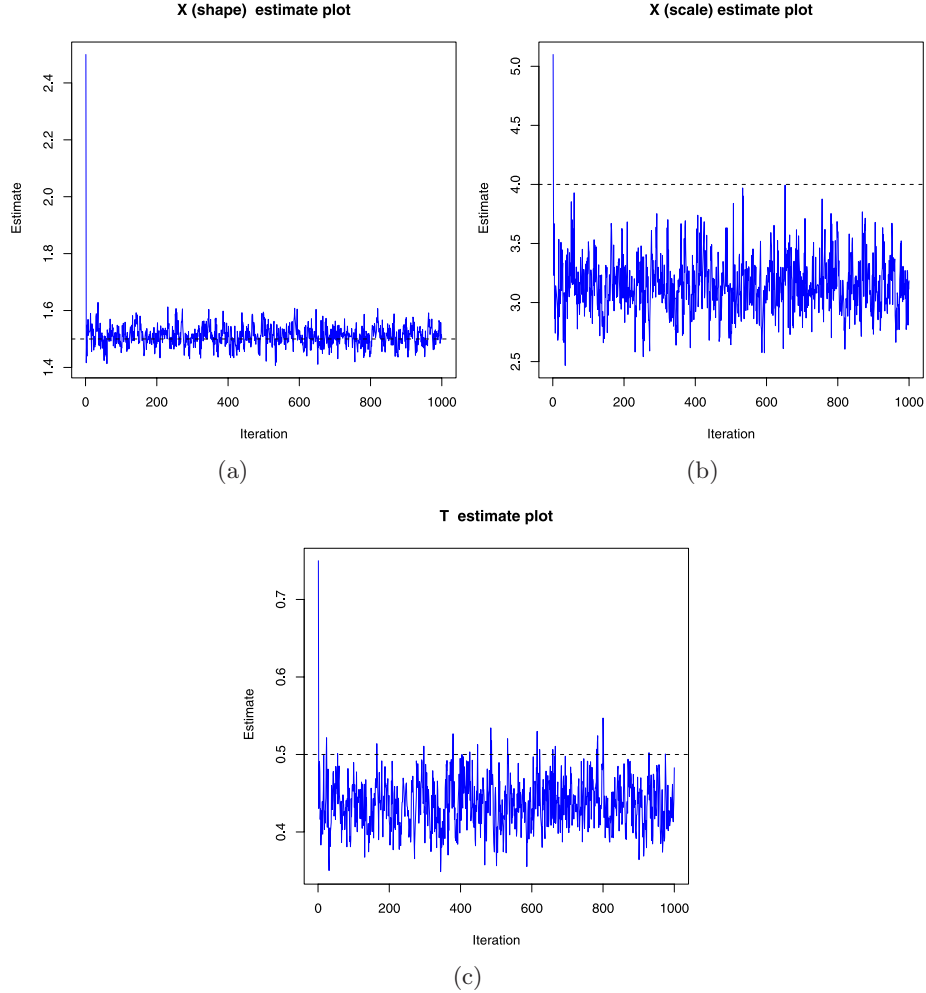 X (shape) estimate plot
Estimate
2.4
2.2
2.0
1.8
1.6
1.4
0 200 400 600 800 1000
Iteration
(a)
X (scale) estimate plot
Estimate
5.0
4.5
4.0
3.5
3.0
2.5
0 200 400 600 800 1000
Iteration
(b)
T estimate plot
Estimate
0.7
0.6
0.5
0.4
0 200 400 600 800 1000
Iteration
(c)